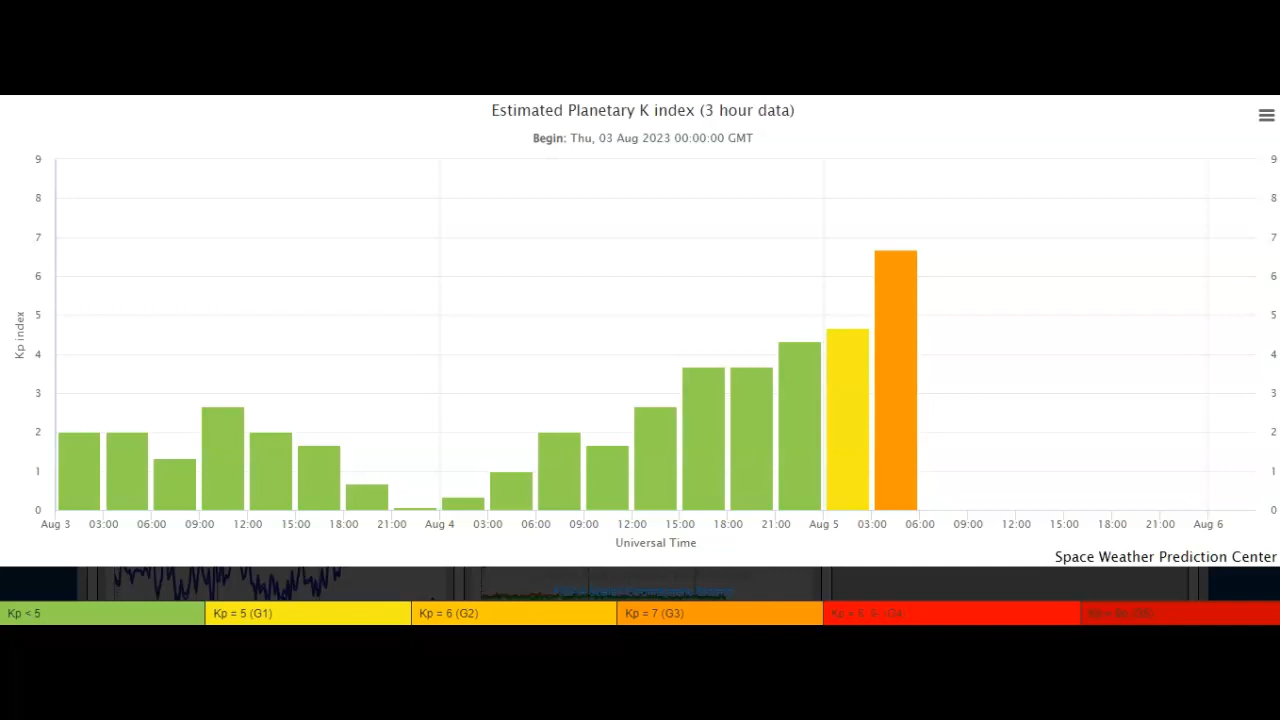 Estimated Planetary K index (3 hour data)
Begin: Thu, 03 Aug 2023 00:00:00 GMT
9 9
8 8
7 7
6 6
5 5
4 4
3 3
2 2
1 1
0 0
Kp index
Aug 3 03:00 06:00 09:00 12:00 15:00 18:00 21:00 Aug 4 03:00 06:00 09:00 12:00 15:00 18:00 21:00 Aug 5 03:00 06:00 09:00 12:00 15:00 18:00 21:00 Aug 6
Universal Time
Space Weather Prediction Center
Kp < 5 Kp = 5 (G1) Kp = 6 (G2) Kp = 7 (G3) Kp =